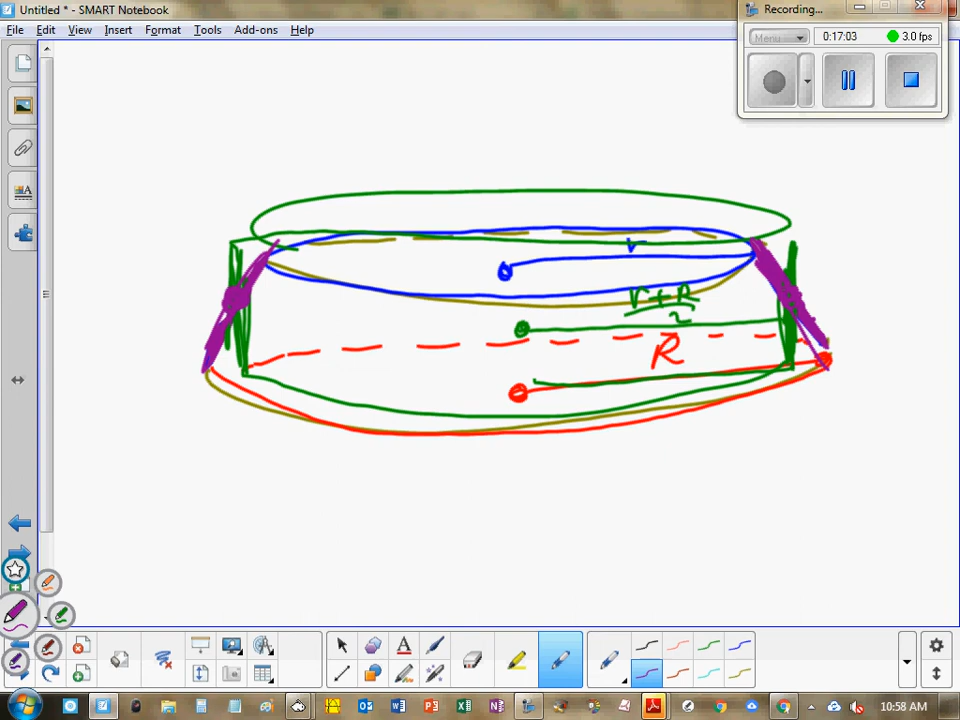 Untitled * - SMART Notebook
Recording...
File Edit View Insert Format Tools Add-ons Help
Menu 0:17:03 3.0 fps
r
r+R
2
R
10:58 AM